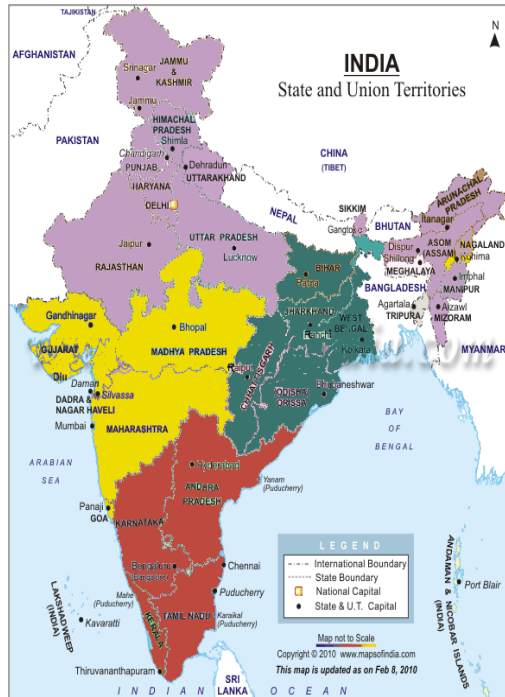 TAJIKISTAN
AFGHANISTAN
N
INDIA
State and Union Territories
JAMMU
&
KASHMIR
Srinagar
Jammu
PAKISTAN
HIMACHAL
PRADESH
Shimla
Chandigarh
PUNJAB
Dehradun
UTTARAKHAND
HARYANA
DELHI
CHINA
(TIBET)
NEPAL
SIKKIM
Gangtok
BHUTAN
ARUNACHAL
PRADESH
Itanagar
Dispur
ASOM
(ASSAM)
NAGALAND
Kohima
Shillong
MEGHALAYA
Imphal
MANIPUR
BANGLADESH
Agartala
TRIPURA
Aizawl
MIZORAM
MYANMAR
Jaipur
RAJASTHAN
UTTAR PRADESH
Lucknow
BIHAR
Patna
JHARKHAND
Ranchi
WEST
BENGAL
Kolkata
Gandhinagar
GUJARAT
Diu
Daman
Silvassa
DADRA &
NAGAR HAVELI
Bhopal
MADHYA PRADESH
Raipur
CHHATTISGARH
Bhubaneshwar
(ODISHA)
ORISSA
Mumbai
MAHARASHTRA
ARABIAN
SEA
BAY
OF
BENGAL
Hyderabad
ANDHRA
PRADESH
Yanam
(Puducherry)
Panaji
GOA
KARNATAKA
Bengaluru
(Bangalore)
Chennai
Mahe
(Puducherry)
Puducherry
Karaikal
(Puducherry)
TAMIL NADU
KERALA
LAKSHADWEEP
(INDIA)
Kavaratti
Thiruvananthapuram
SRI
LANKA
INDIAN OCEAN
ANDAMAN & NICOBAR ISLANDS
(INDIA)
Port Blair
LEGEND
International Boundary
State Boundary
National Capital
State & U.T. Capital
Map not to Scale
Copyright © 2010 www.mapsofindia.com
This map is updated as on Feb 8, 2010